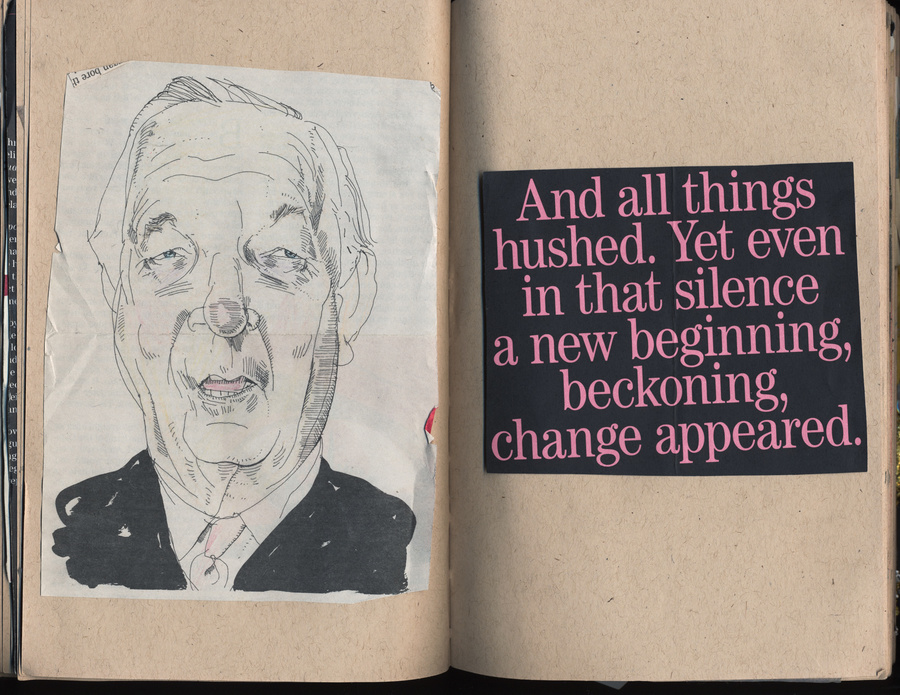 And all things
hushed. Yet even
in that silence
a new beginning,
beckoning,
change appeared.